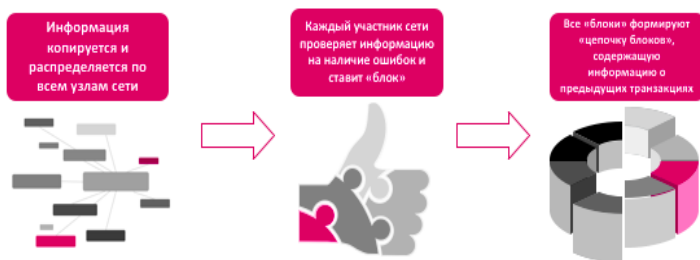 Информация
копируется и
распределяется по
всем узлам сети
Каждый участник сети
проверяет информацию
на наличие ошибок и
ставит «блок»
Все «блоки» формируют
«цепочку блоков»,
содержащую
информацию о
предыдущих транзакциях